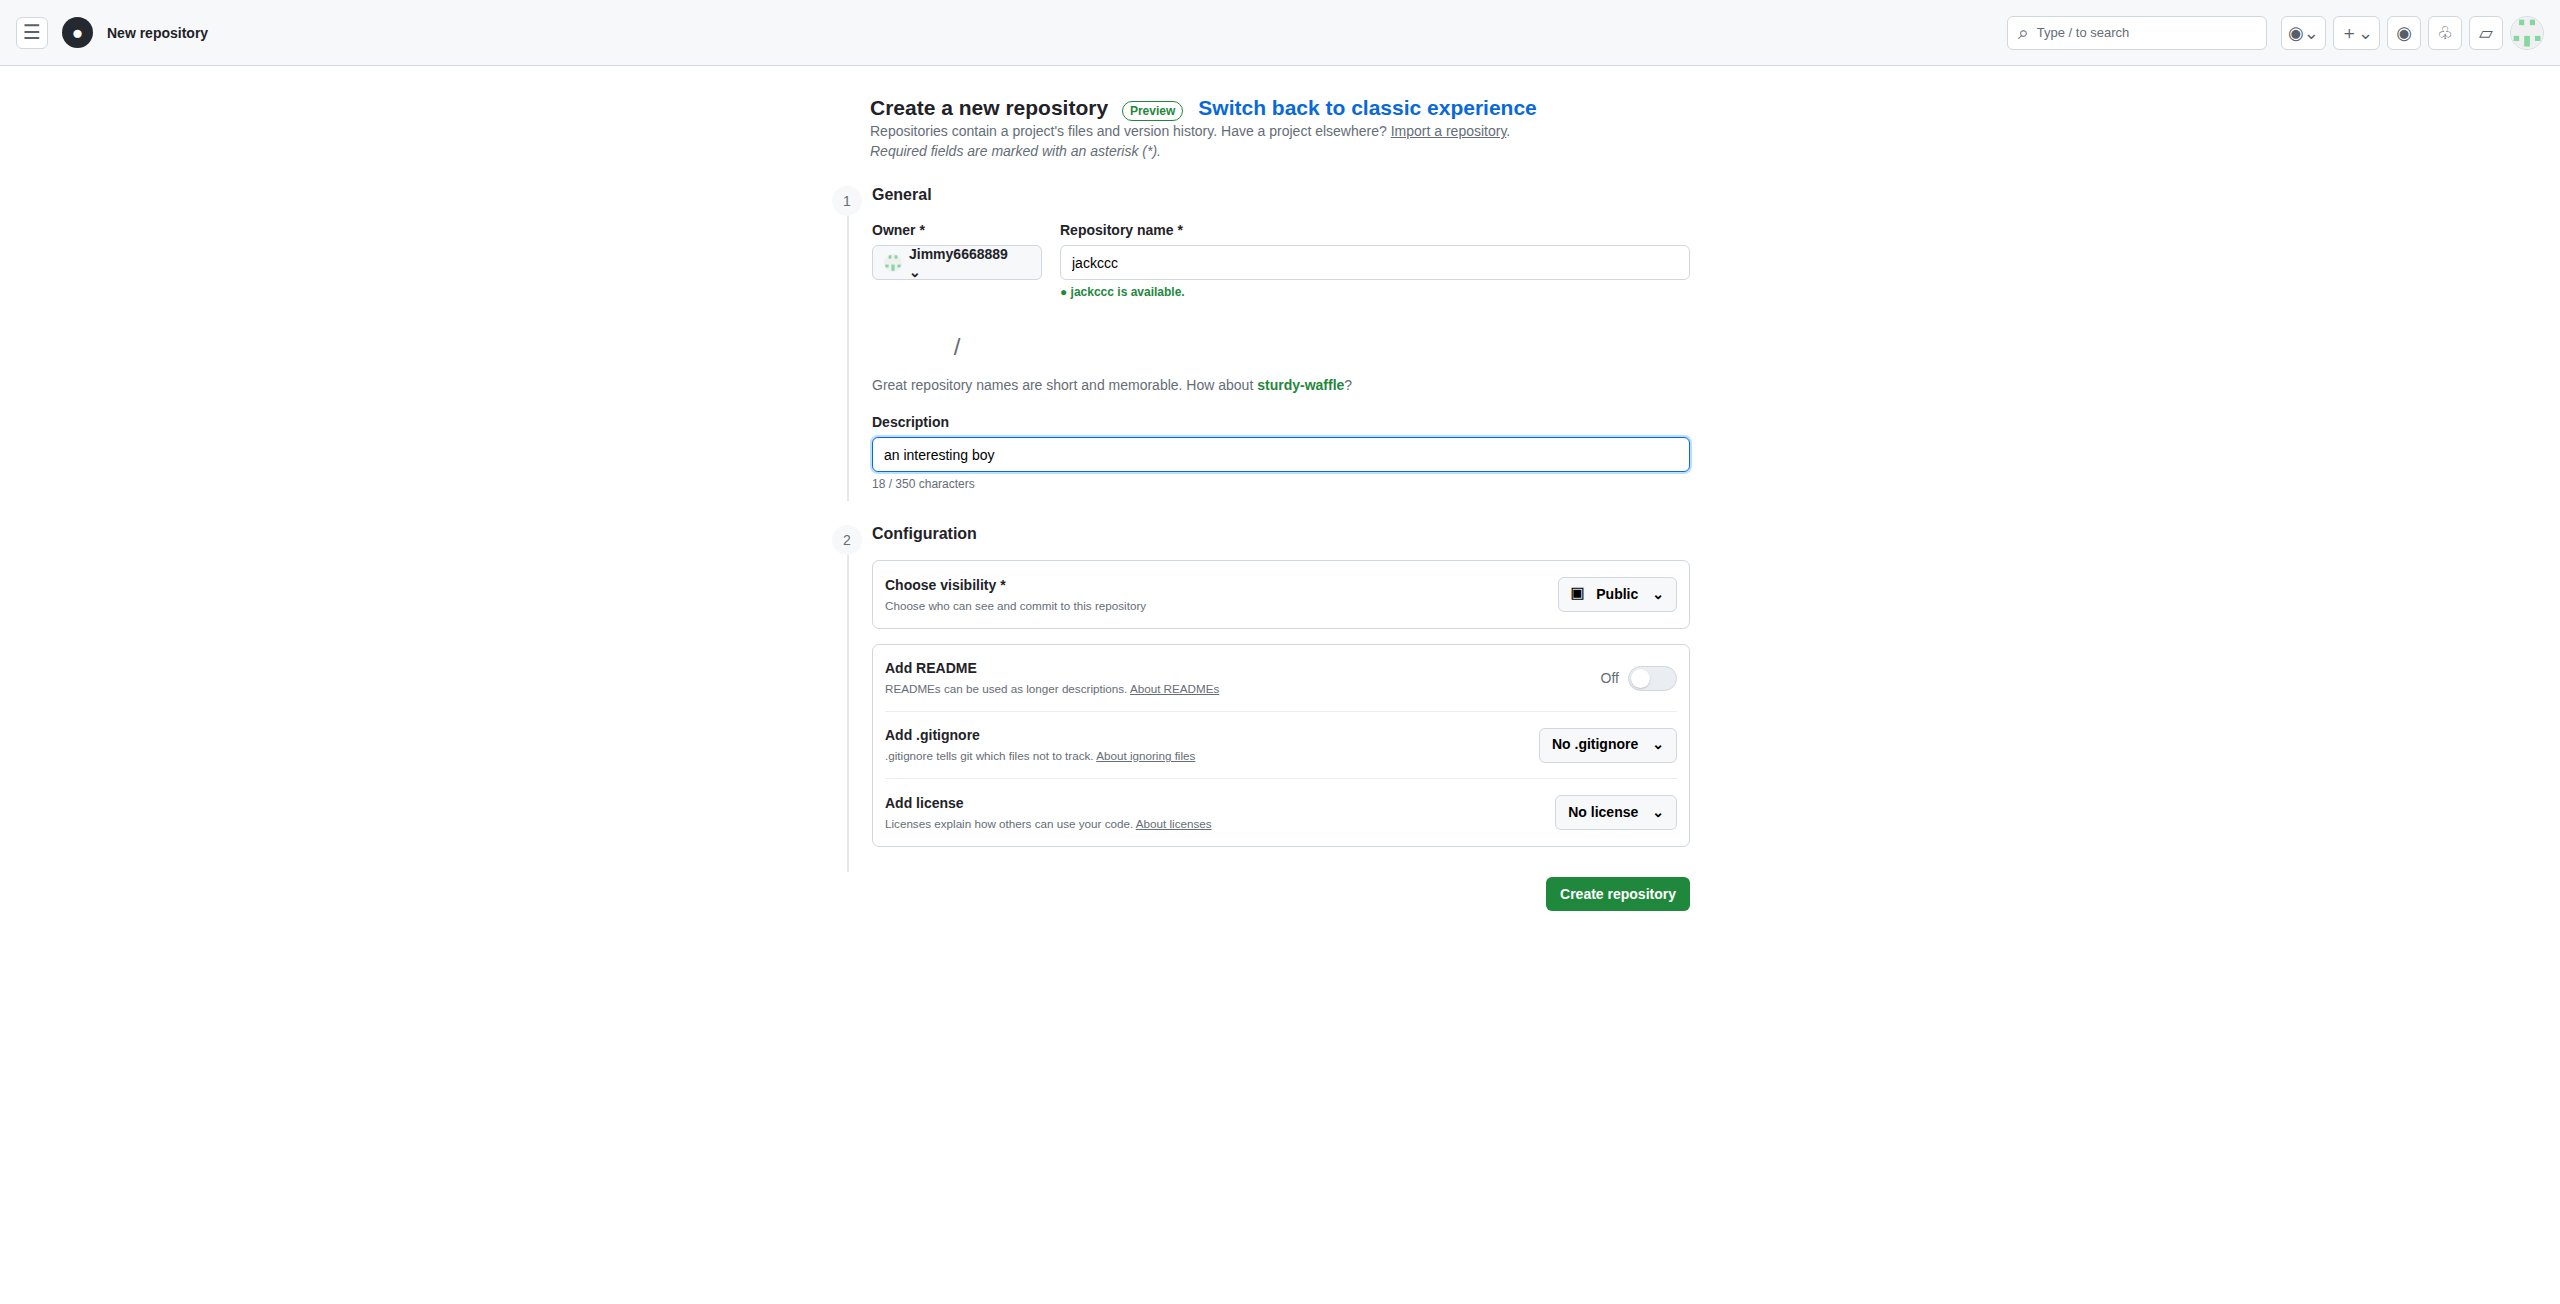 New repository
Type / to search
Create a new repository Preview Switch back to classic experience
Repositories contain a project's files and version history. Have a project elsewhere? Import a repository.
Required fields are marked with an asterisk (*).
1 General
Owner * Repository name *
Jimmy6668889 jackccc
● jackccc is available.
/
Great repository names are short and memorable. How about sturdy-waffle?
Description
an interesting boy
18 / 350 characters
2 Configuration
Choose visibility *
Choose who can see and commit to this repository
Public
Add README
READMEs can be used as longer descriptions. About READMEs
Off
Add .gitignore
.gitignore tells git which files not to track. About ignoring files
No .gitignore
Add license
Licenses explain how others can use your code. About licenses
No license
Create repository